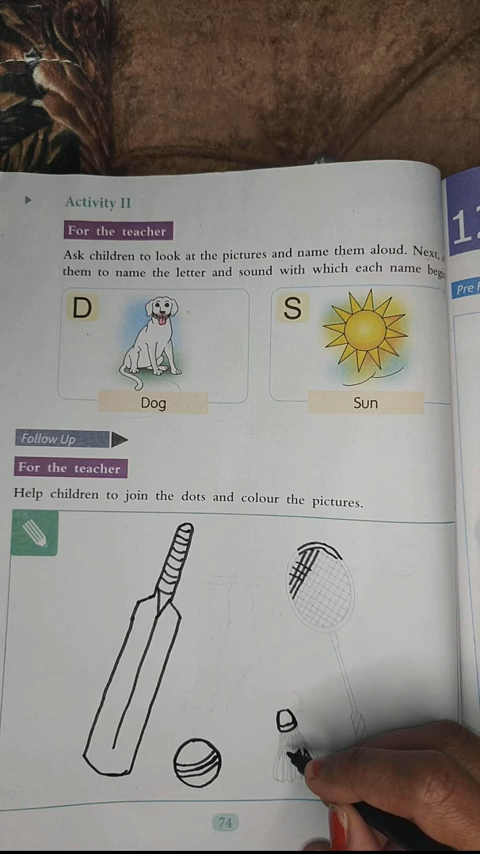 Activity II
For the teacher
Ask children to look at the pictures and name them aloud. Next,
them to name the letter and sound with which each name
D
S
Dog
Sun
Follow Up
For the teacher
Help children to join the dots and colour the pictures.
74
Pre